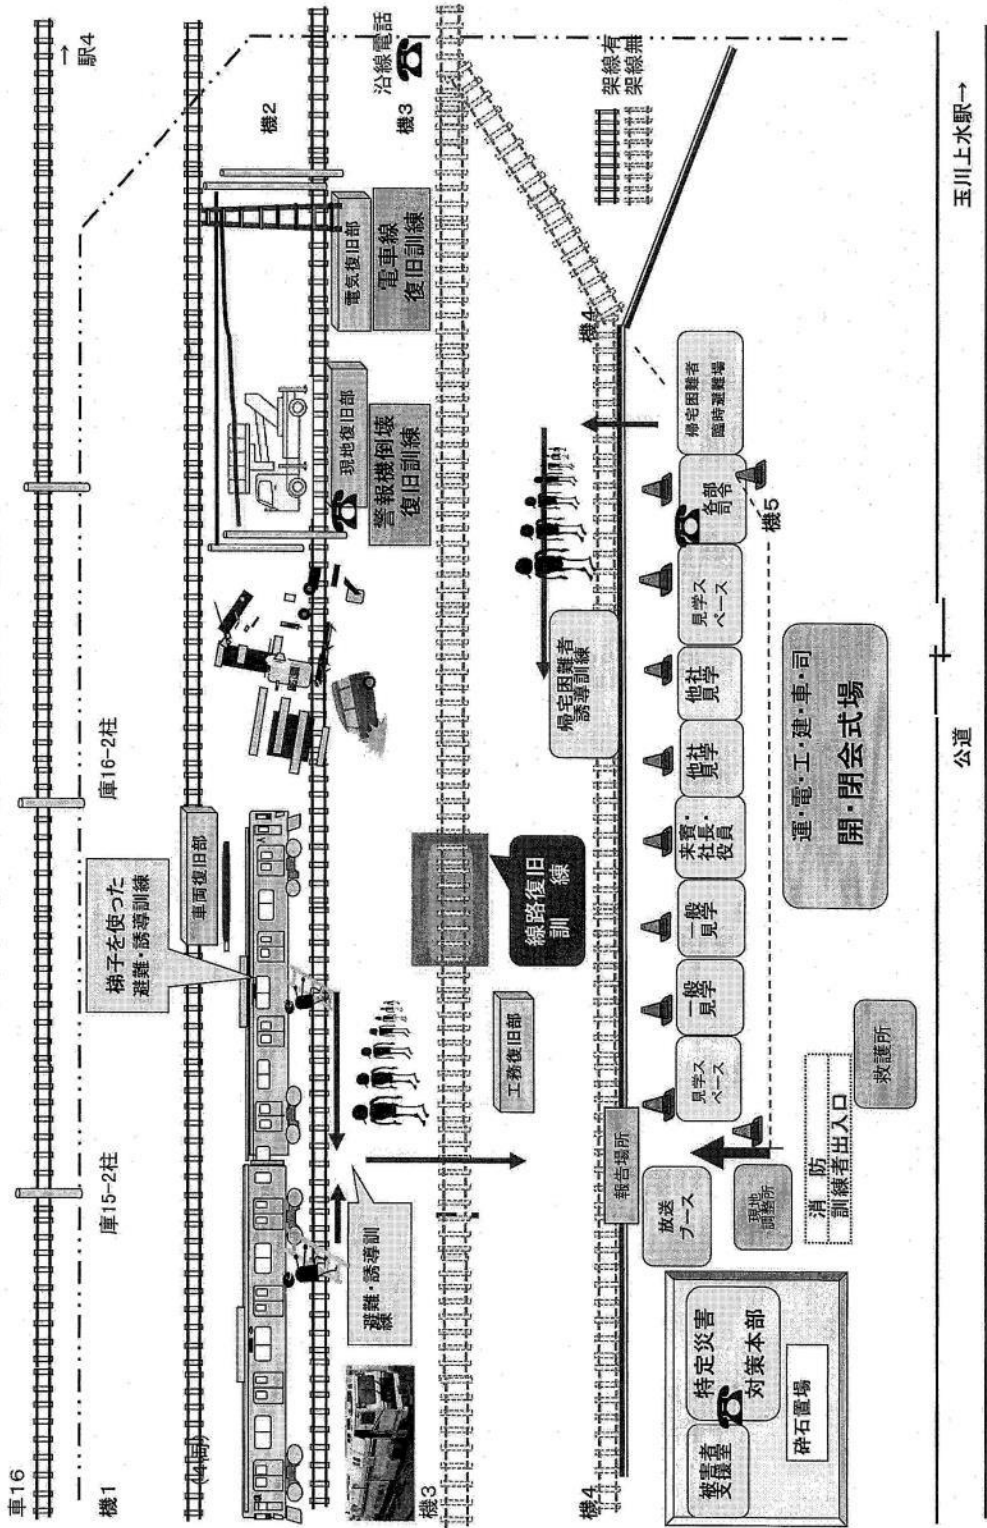 車16
→
駅4
庫15-2柱
庫16-2柱
梯子を使った
避難・誘導訓練
機1
機2
車両復旧部
(4両)
電気復旧部
電車線
復旧訓練
現地復旧部
警報機倒壊
復旧訓練
沿線電話
避難・誘導訓
練
機3
機3
線路復旧
訓練
工務復旧部
架線有
架線無
帰宅困難者
誘導訓練
機4
機4
報告場所
放送
ブース
現地
調整所
見学ス
ペース
一般
見学
一般
見学
来賓・
社長・
役員
他社
見学
他社
見学
見学ス
ペース
各部
司令
帰宅困難者
臨時避難場
機5
特定災害
対策本部
被害者
支援室
砕石置場
消　防
訓練者出入口
救護所
運・電・工・建・車・司
開・閉会式場
公道
玉川上水駅→